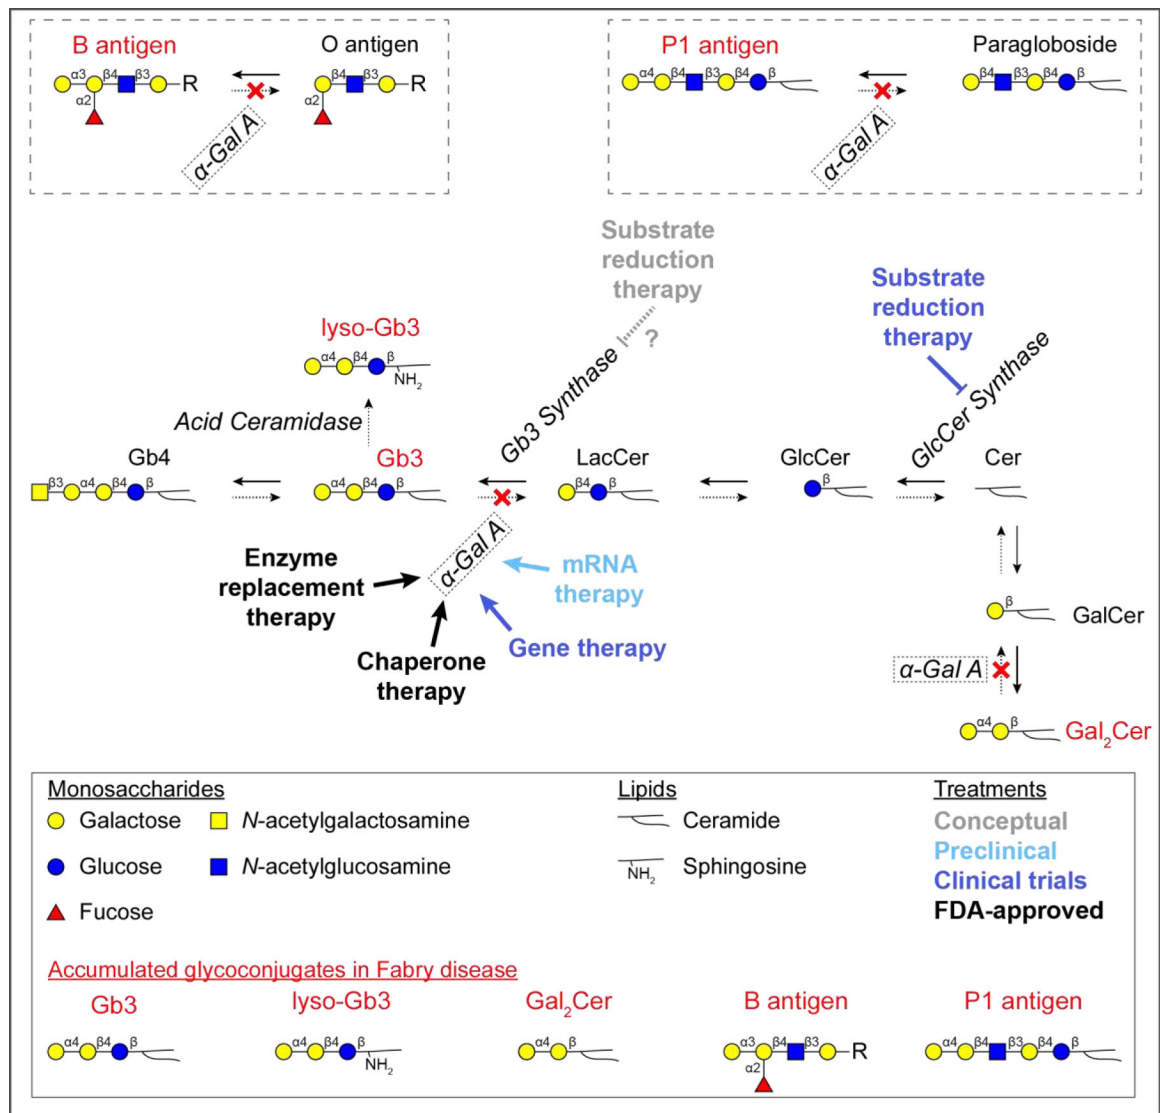 B antigen
O antigen
α3 β4 β3 R
β4 β3 R
α2
α2
α-Gal A
P1 antigen
Paragloboside
α4 β4 β3 β4 β
β4 β3 β4 β
α-Gal A
Substrate
reduction
therapy
?
Substrate
reduction
therapy
lyso-Gb3
α4 β4 β
NH2
Acid Ceramidase
Gb3 Synthase
GlcCer Synthase
Gb4
Gb3
LacCer
GlcCer
Cer
β3 α4 β4 β
α4 β4 β
β4 β
β
α-Gal A
Enzyme
replacement
therapy
mRNA
therapy
Chaperone
therapy
Gene therapy
β
GalCer
α-Gal A
α4 β
Gal2Cer
Monosaccharides
Galactose
N-acetylgalactosamine
Glucose
N-acetylglucosamine
Fucose
Lipids
Ceramide
NH2
Sphingosine
Treatments
Conceptual
Preclinical
Clinical trials
FDA-approved
Accumulated glycoconjugates in Fabry disease
Gb3
lyso-Gb3
Gal2Cer
B antigen
P1 antigen
α4 β4 β
α4 β4 β
NH2
α4 β
α3 β4 β3 R
α2
α4 β4 β3 β4 β